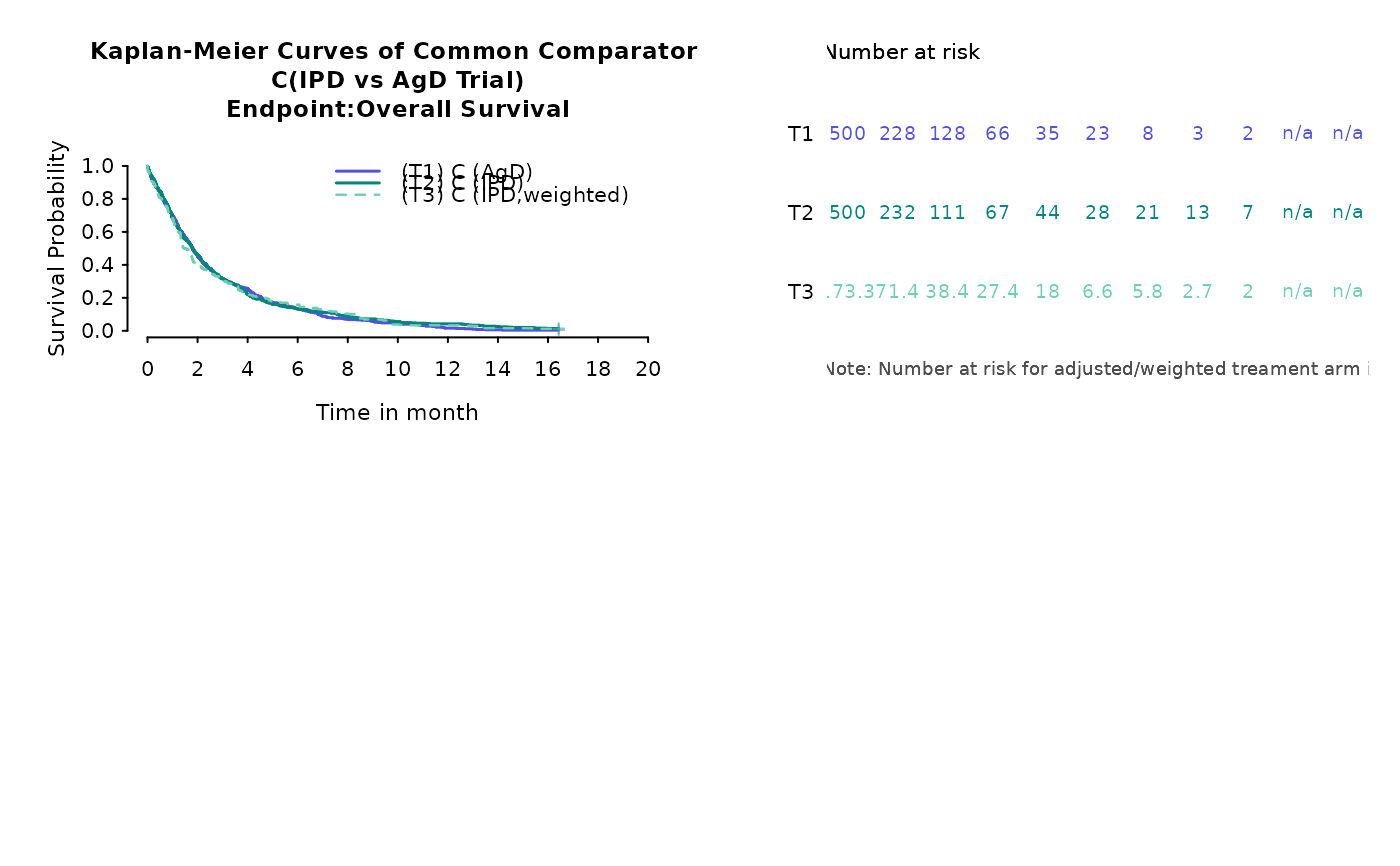 Kaplan-Meier Curves of Common Comparator
C(IPD vs AgD Trial)
Endpoint:Overall Survival
Survival Probability
1.0
0.8
0.6
0.4
0.2
0.0
(T1) C (AgD)
(T2) C (IPD)
(T3) C (IPD,weighted)
0 2 4 6 8 10 12 14 16 18 20
Time in month
Number at risk
T1 500 228 128 66 35 23 8 3 2 n/a n/a
T2 500 232 111 67 44 28 21 13 7 n/a n/a
T3 .73.371.4 38.4 27.4 18 6.6 5.8 2.7 2 n/a n/a
Note: Number at risk for adjusted/weighted treament arm